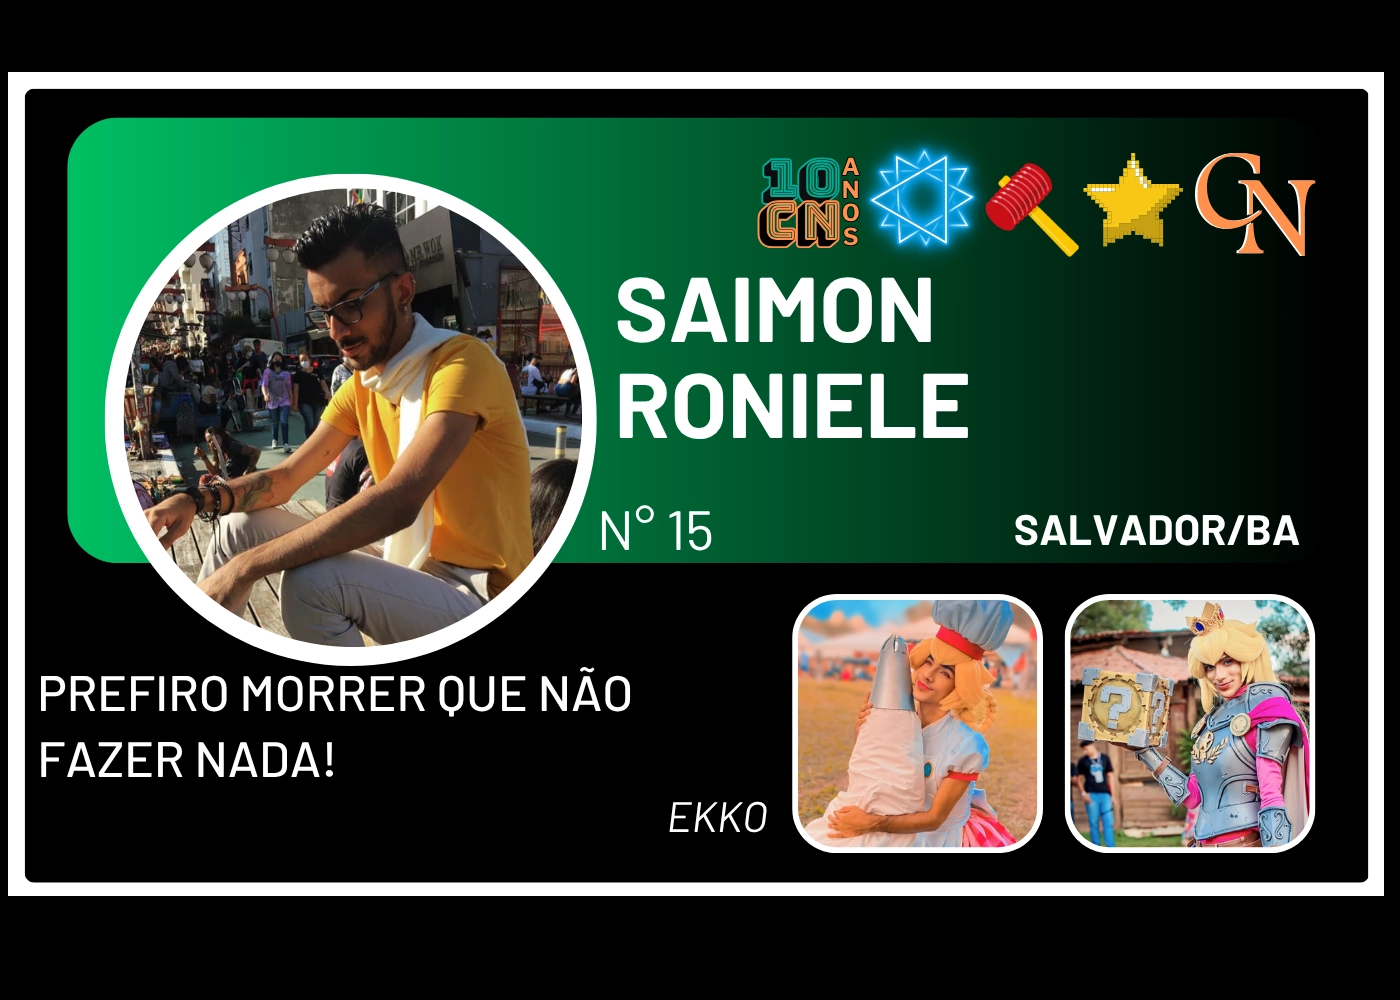 10 ANOS
CN
CN
SAIMON
RONIELE
N° 15
SALVADOR/BA
PREFIRO MORRER QUE NÃO
FAZER NADA!
EKKO
?
?